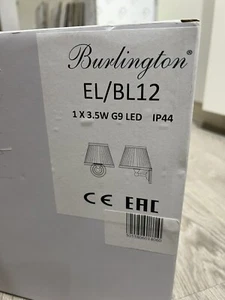 Burlington
EL/BL12
1 X 3.5W G9 LED IP44
CE EAC